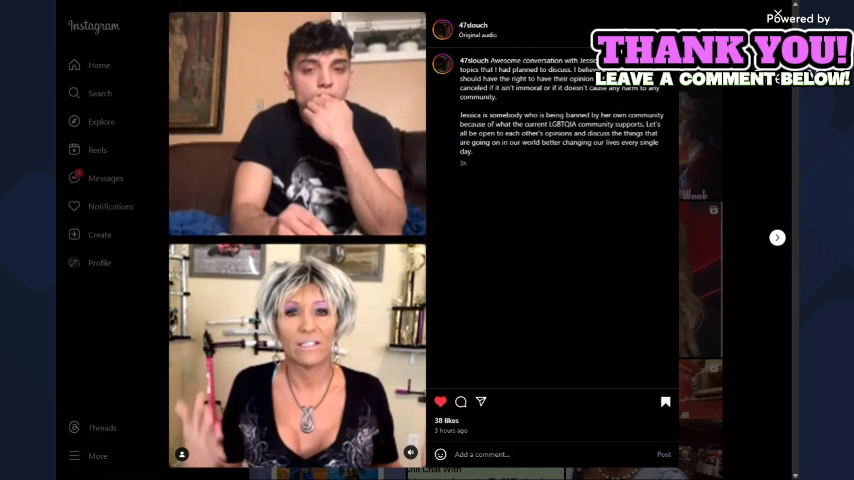 Powered by
THANK YOU!
LEAVE A COMMENT BELOW!
Instagram
Home
Search
Explore
Reels
Messages
Notifications
Create
Profile
Threads
More
47slouch
Original audio
47slouch Awesome conversation with
topics that I had planned to discuss. I
should have the right to have their opinion
canceled if it isn't immoral or if it doesn't cause any harm to any
community.
Jessica is somebody who is being banned by her own community
because of what the current LGBTQIA community supports. Let's
all be open to each other's opinions and discuss the things that
are going on in our world better changing our lives every single
day.
3h
38 likes
3 hours ago
Add a comment...
Post
Chit Chat With